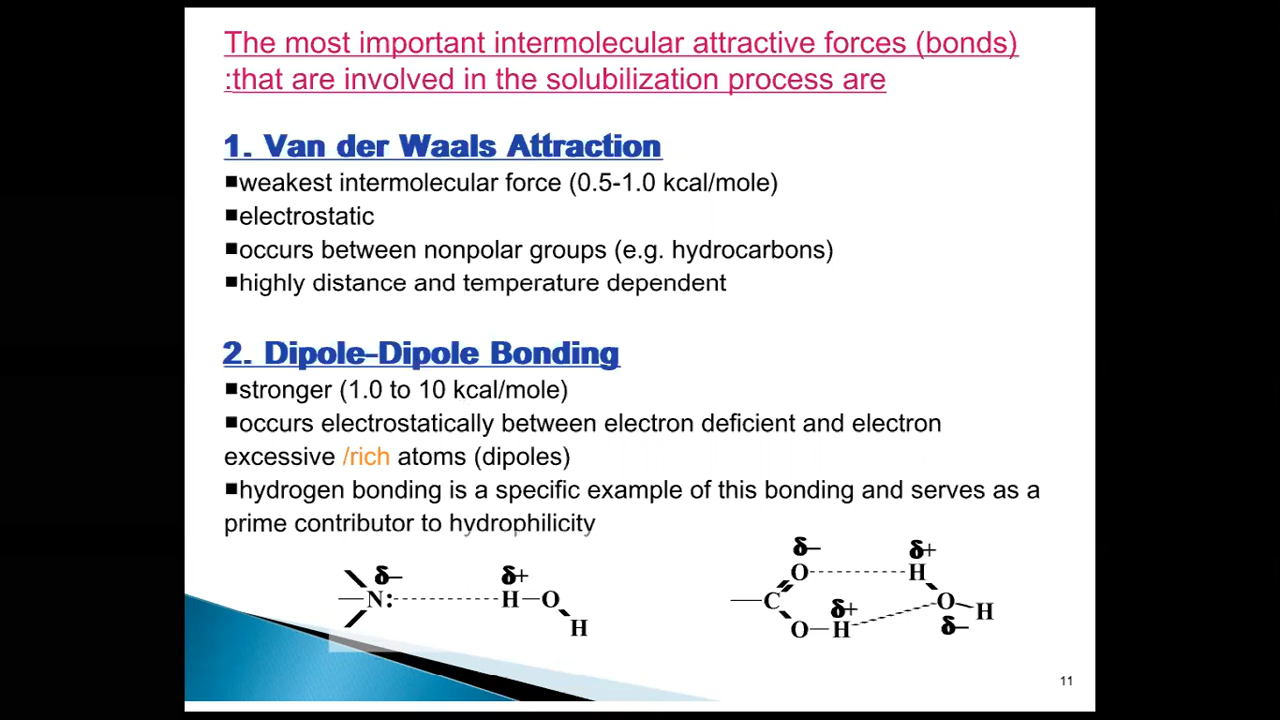 The most important intermolecular attractive forces (bonds)
:that are involved in the solubilization process are
1. Van der Waals Attraction
▪weakest intermolecular force (0.5-1.0 kcal/mole)
▪electrostatic
▪occurs between nonpolar groups (e.g. hydrocarbons)
▪highly distance and temperature dependent
2. Dipole-Dipole Bonding
▪stronger (1.0 to 10 kcal/mole)
▪occurs electrostatically between electron deficient and electron
excessive /rich atoms (dipoles)
▪hydrogen bonding is a specific example of this bonding and serves as a
prime contributor to hydrophilicity
δ– δ+
N: H O
H
δ– δ+
O H
C δ+ O H
O H δ–
11